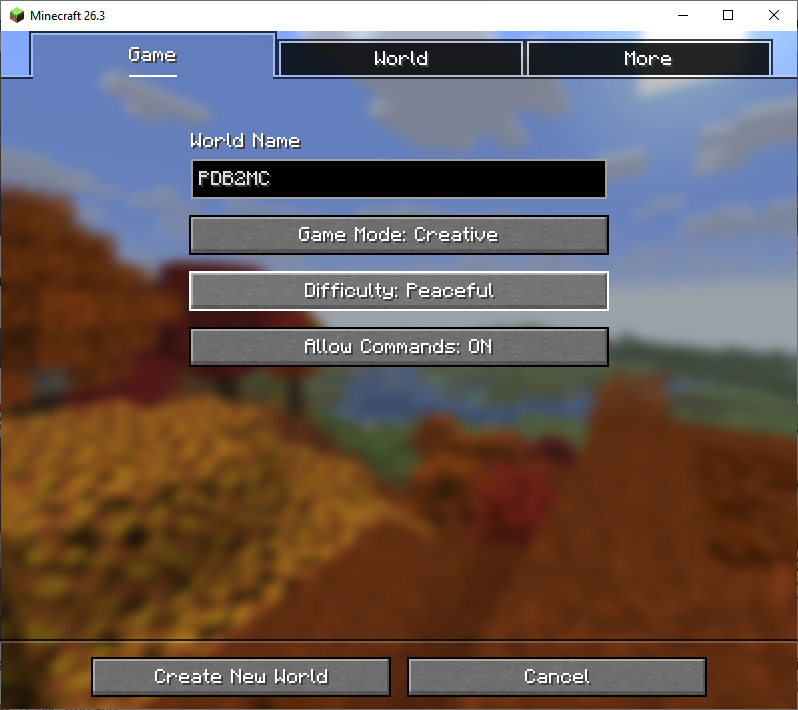 Minecraft 26.3
Game
World
More
World Name
PDB2MC
Game Mode: Creative
Difficulty: Peaceful
Allow Commands: ON
Create New World
Cancel